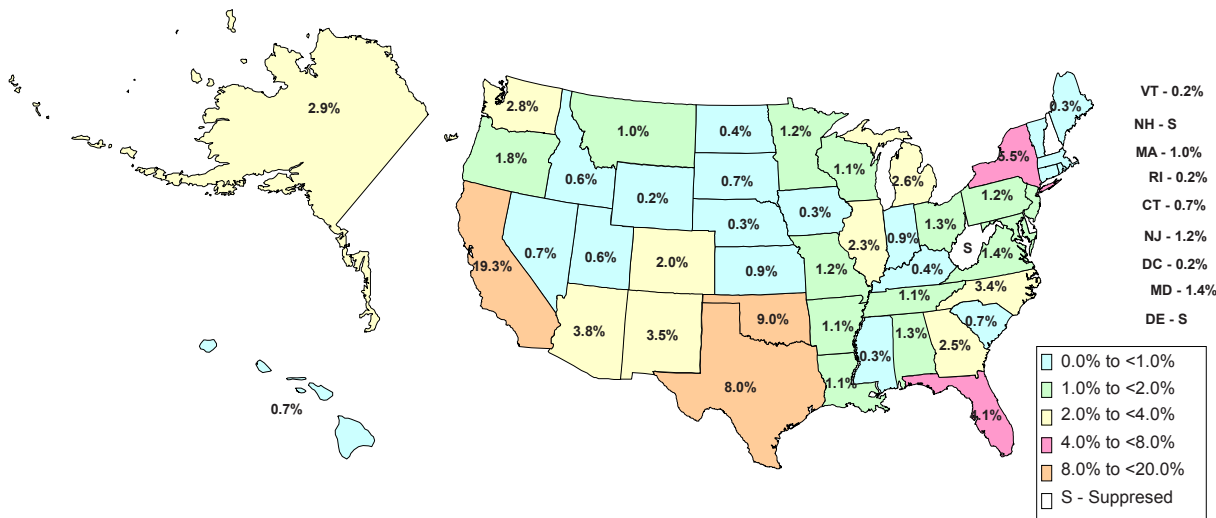 2.9%
2.8%
1.0%
0.4%
1.2%
0.3%
VT - 0.2%
NH - S
1.8%
0.6%
0.2%
0.7%
1.1%
2.6%
5.5%
MA - 1.0%
RI - 0.2%
CT - 0.7%
0.7%
0.6%
2.0%
0.3%
0.9%
0.3%
1.2%
2.3%
0.9%
1.3%
1.2%
S
1.4%
0.4%
NJ - 1.2%
DC - 0.2%
MD - 1.4%
DE - S
19.3%
3.8%
3.5%
9.0%
8.0%
1.1%
1.1%
1.1%
0.3%
1.3%
2.5%
3.4%
0.7%
4.1%
0.7%
0.0% to <1.0%
1.0% to <2.0%
2.0% to <4.0%
4.0% to <8.0%
8.0% to <20.0%
S - Suppresed